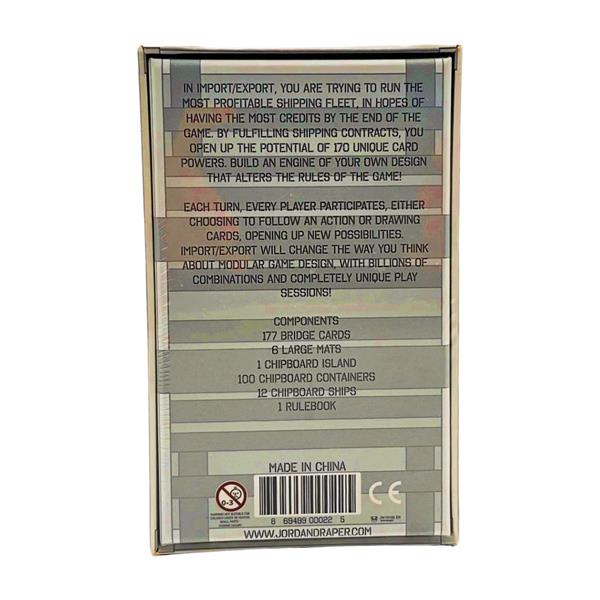 IN IMPORT/EXPORT, YOU ARE TRYING TO RUN THE
MOST PROFITABLE SHIPPING FLEET, IN HOPES OF
HAVING THE MOST CREDITS BY THE END OF THE
GAME. BY FULFILLING SHIPPING CONTRACTS, YOU
OPEN UP THE POTENTIAL OF 170 UNIQUE CARD
POWERS. BUILD AN ENGINE OF YOUR OWN DESIGN
THAT ALTERS THE RULES OF THE GAME!
EACH TURN, EVERY PLAYER PARTICIPATES, EITHER
CHOOSING TO FOLLOW AN ACTION OR DRAWING
CARDS, OPENING UP NEW POSSIBILITIES.
IMPORT/EXPORT WILL CHANGE THE WAY YOU THINK
ABOUT MODULAR GAME DESIGN, WITH BILLIONS OF
COMBINATIONS AND COMPLETELY UNIQUE PLAY
SESSIONS!
COMPONENTS
177 BRIDGE CARDS
6 LARGE MATS
1 CHIPBOARD ISLAND
100 CHIPBOARD CONTAINERS
12 CHIPBOARD SHIPS
1 RULEBOOK
MADE IN CHINA
0-3
CE
8 69499 00022 5
WWW.JORDANDRAPER.COM